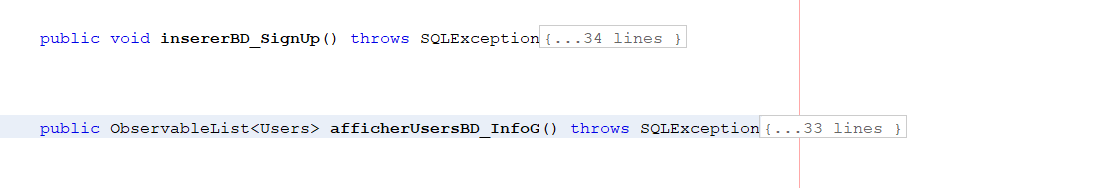 public void insererBD_SignUp() throws SQLException{...34 lines }
public ObservableList<Users> afficherUsersBD_InfoG() throws SQLException{...33 lines }